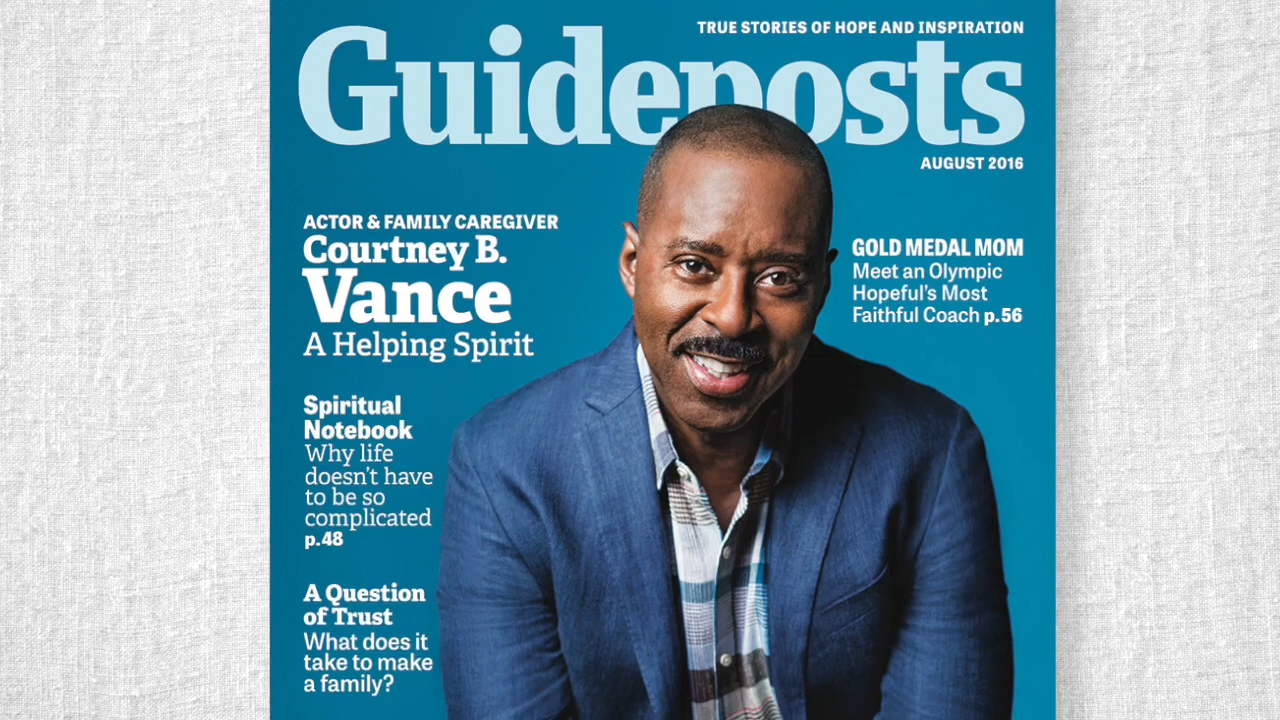 TRUE STORIES OF HOPE AND INSPIRATION
Guideposts
AUGUST 2016
ACTOR & FAMILY CAREGIVER
Courtney B.
Vance
A Helping Spirit
GOLD MEDAL MOM
Meet an Olympic
Hopeful's Most
Faithful Coach p.56
Spiritual
Notebook
Why life
doesn't have
to be so
complicated
p.48
A Question
of Trust
What does it
take to make
a family?